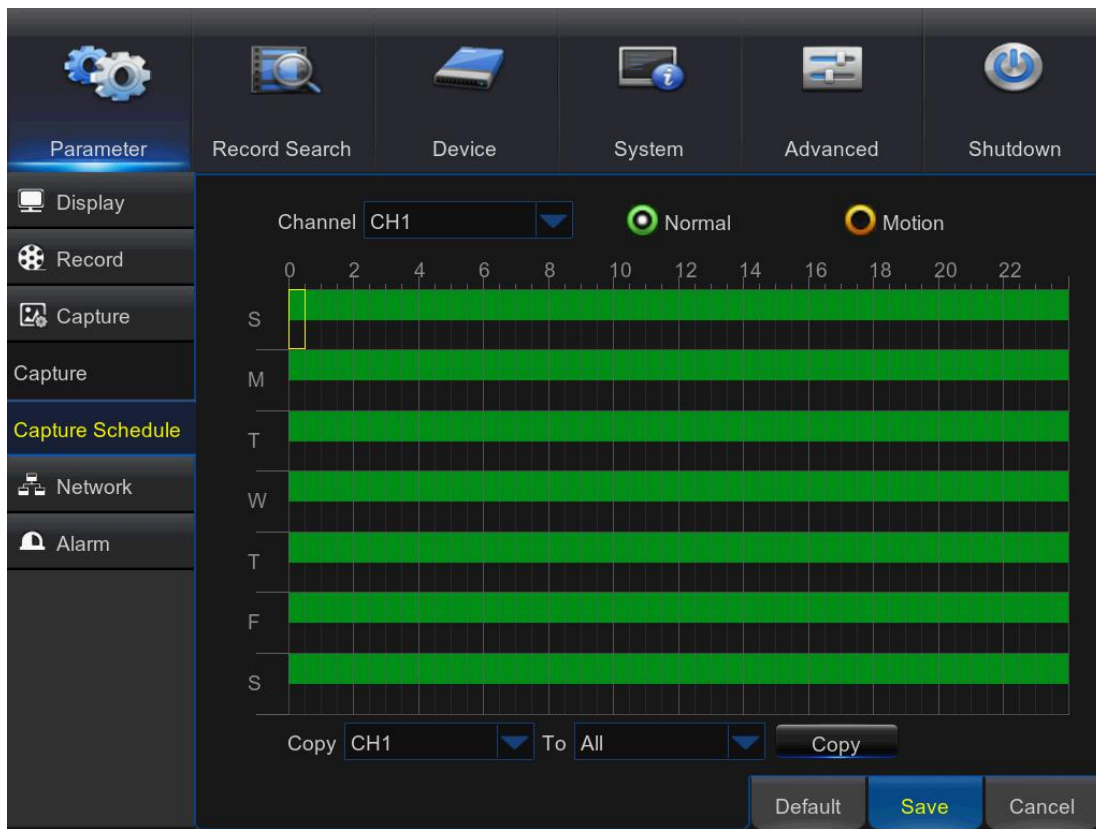 Parameter Record Search Device System Advanced Shutdown
Display
Record
Capture
Capture
Capture Schedule
Network
Alarm
Channel CH1 Normal Motion
0 2 4 6 8 10 12 14 16 18 20 22
S
M
T
W
T
F
S
Copy CH1 To All Copy
Default Save Cancel